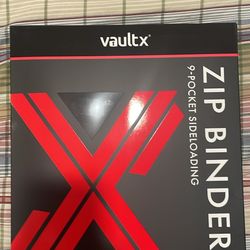 vaultx
ZIP BINDER
9-POCKET SIDELOADING